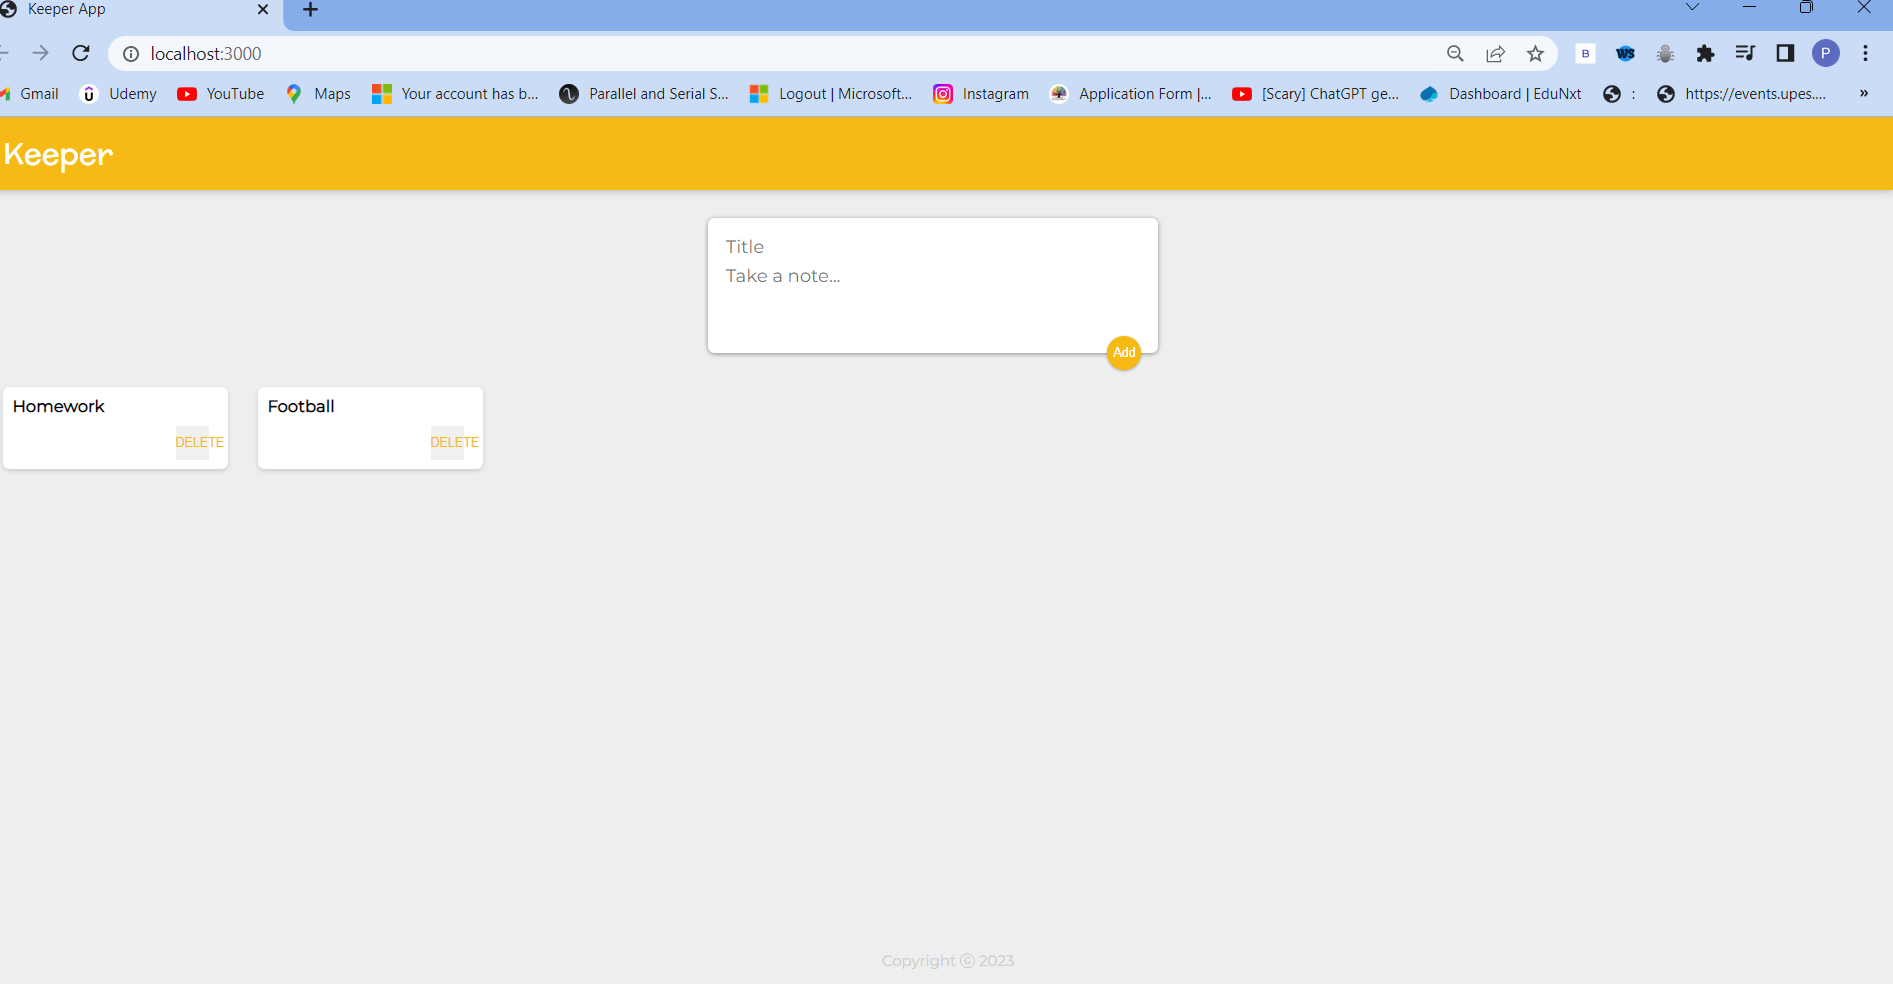 Keeper App
localhost:3000
B
WS
P
Gmail Udemy YouTube Maps Your account has b... Parallel and Serial S... Logout | Microsoft... Instagram Application Form |... [Scary] ChatGPT ge... Dashboard | EduNxt : https://events.upes.... »
Keeper
Title
Take a note...
Add
Homework
DELETE
Football
DELETE
Copyright ⓒ 2023